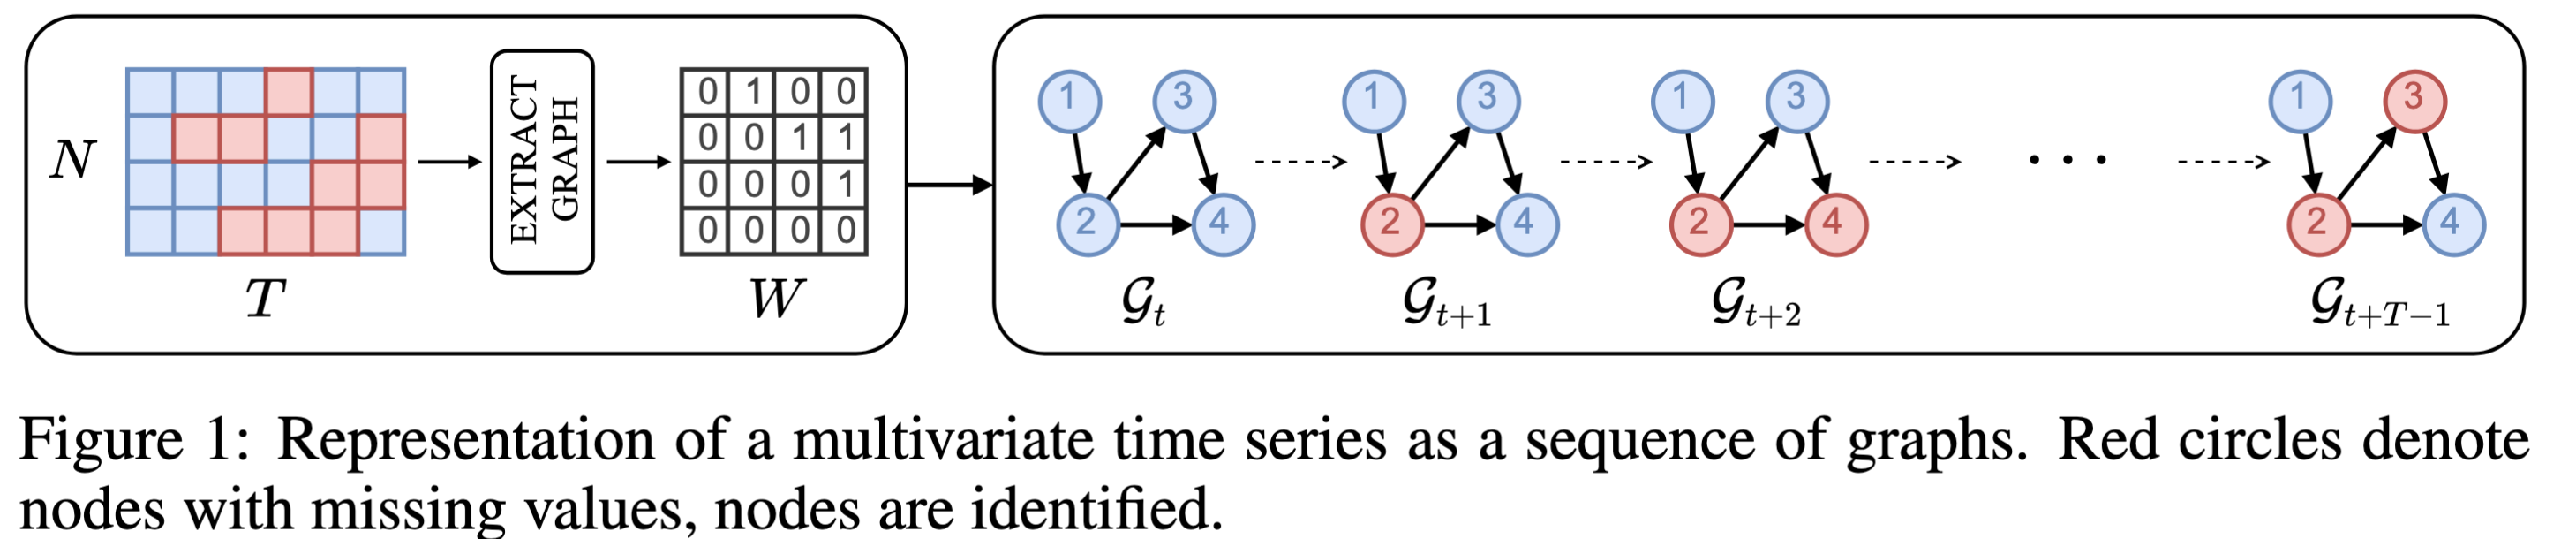 N
T
EXTRACT
GRAPH
0 1 0 0
0 0 1 1
0 0 0 1
0 0 0 0
W
1 3
2 4
𝒢t
1 3
2 4
𝒢t+1
1 3
2 4
𝒢t+2
...
1 3
2 4
𝒢t+T−1
Figure 1: Representation of a multivariate time series as a sequence of graphs. Red circles denote
nodes with missing values, nodes are identified.